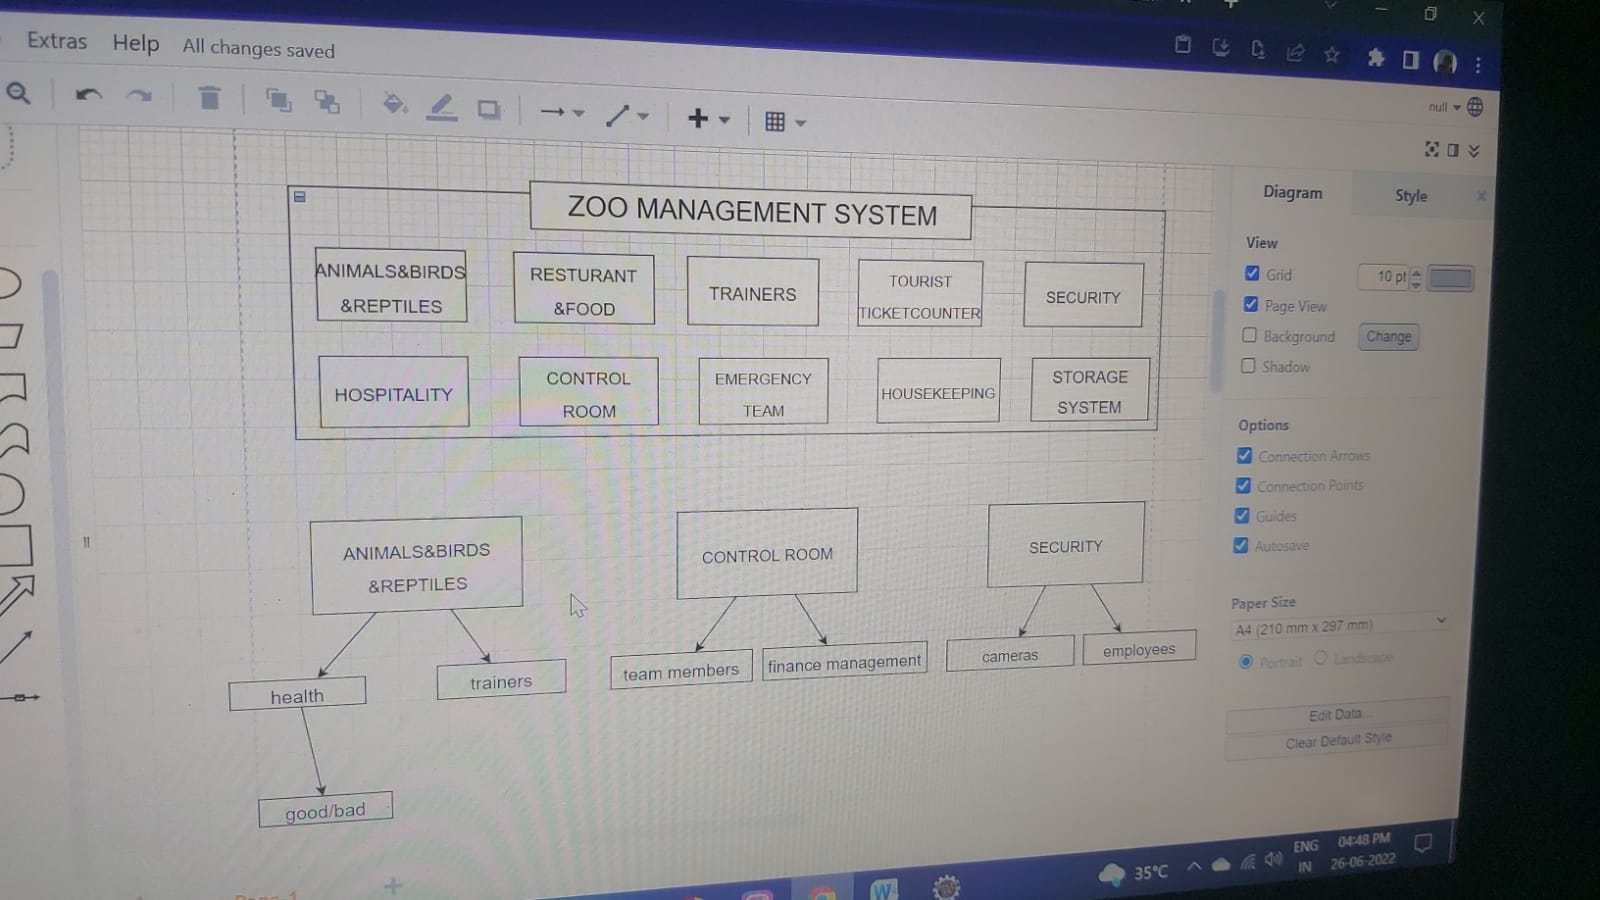 Extras Help All changes saved
null
ZOO MANAGEMENT SYSTEM
ANIMALS&BIRDS
&REPTILES
RESTURANT
&FOOD
TRAINERS
TOURIST
TICKETCOUNTER
SECURITY
HOSPITALITY
CONTROL
ROOM
EMERGENCY
TEAM
HOUSEKEEPING
STORAGE
SYSTEM
ANIMALS&BIRDS
&REPTILES
CONTROL ROOM
SECURITY
health
trainers
team members
finance management
cameras
employees
good/bad
Diagram
Style
View
Grid
10 pt
Page View
Background
Change
Shadow
Options
Connection Arrows
Connection Points
Guides
Autosave
Paper Size
A4 (210 mm x 297 mm)
Portrait
Landscape
Edit Data...
Clear Default Style
Page-1
W
35°C
ENG
IN
04:48 PM
26-06-2022